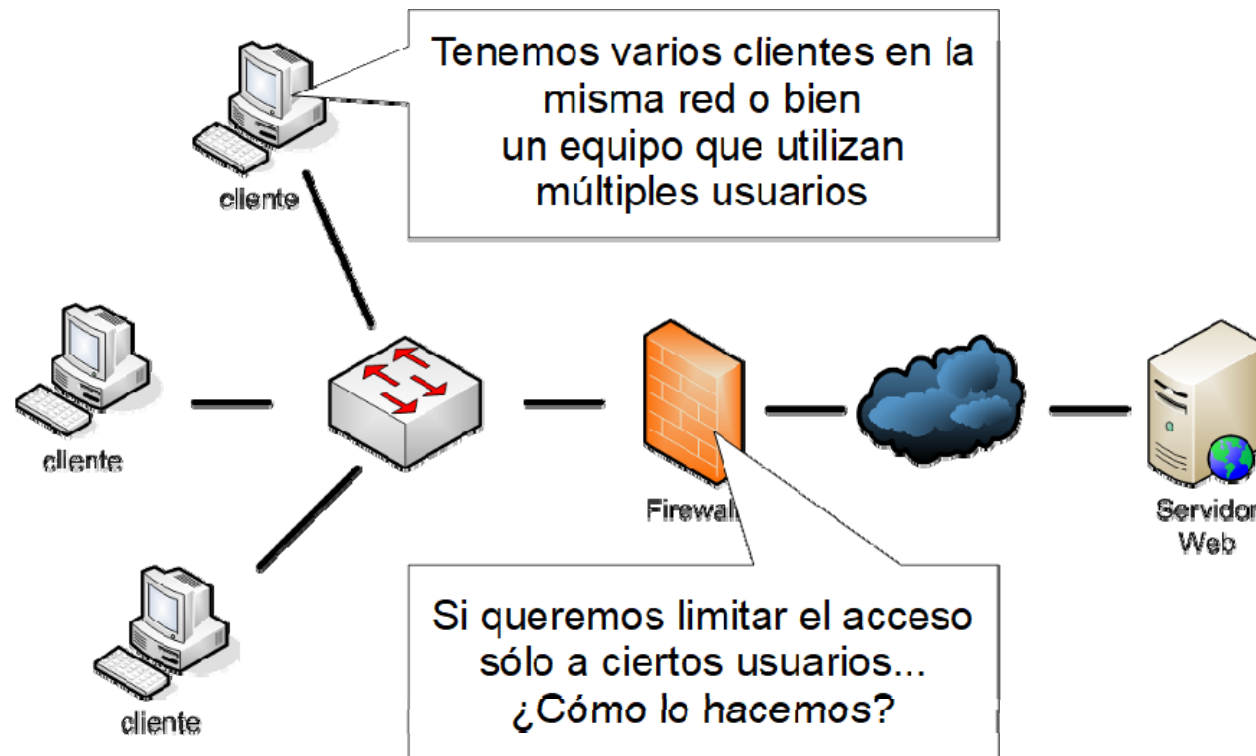 Tenemos varios clientes en la
misma red o bien
un equipo que utilizan
múltiples usuarios
cliente
cliente
Firewall
Servidor
Web
Si queremos limitar el acceso
sólo a ciertos usuarios...
¿Cómo lo hacemos?
cliente